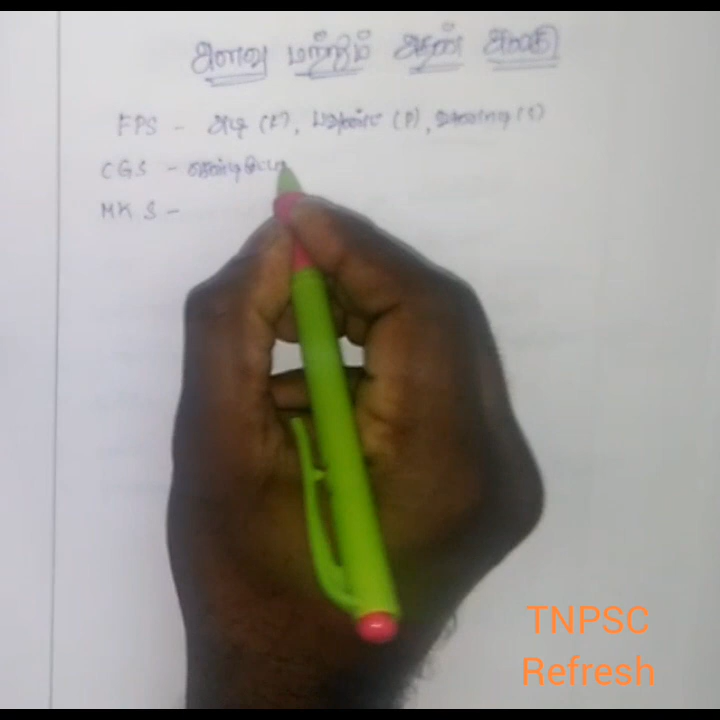 அளவு மற்றும் அதன் அலகு
FPS - அடி (F), பவுண்ட் (P), வினாடி (S)
CGS - சென்டிமீட்ட
MKS -
TNPSC
Refresh